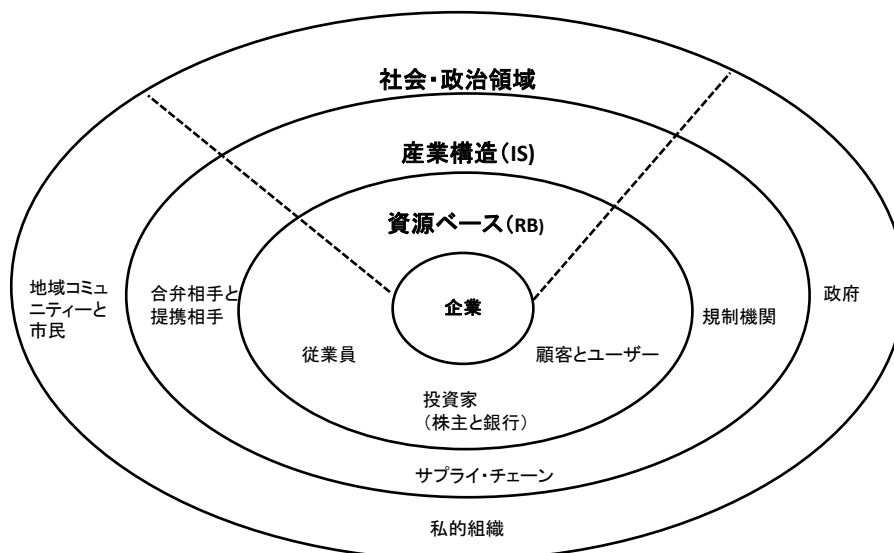 社会・政治領域
産業構造(IS)
資源ベース(RB)
企業
地域コミュ
ニティーと
市民
合弁相手と
提携相手
従業員
顧客とユーザー
規制機関
政府
投資家
(株主と銀行)
サプライ・チェーン
私的組織